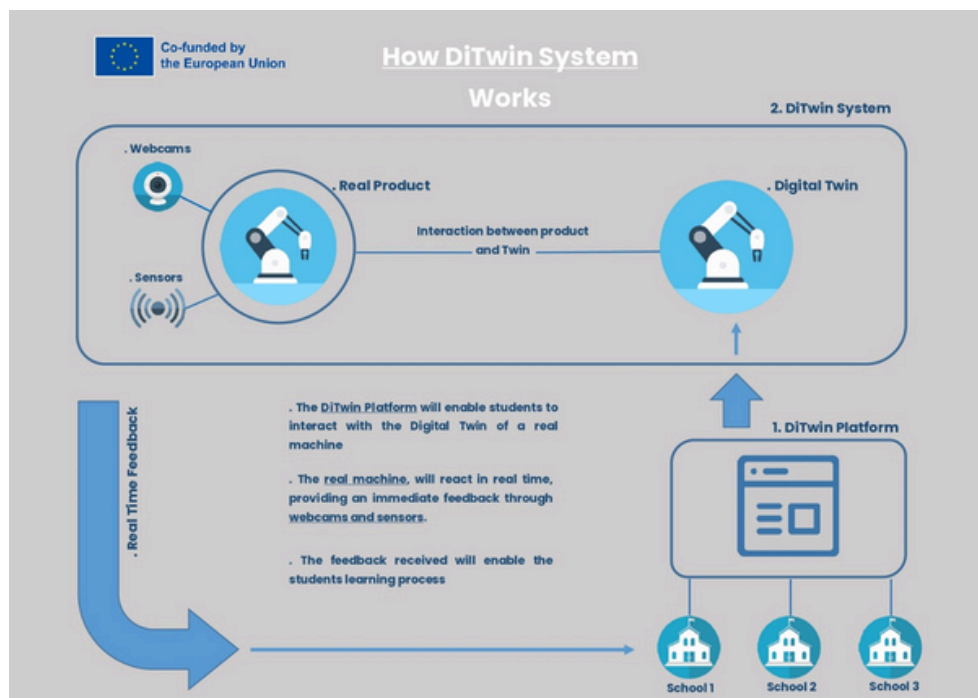 Co-funded by
the European Union
How DiTwin System
Works
2. DiTwin System
. Webcams
. Real Product
. Digital Twin
Interaction between product
and Twin
. Sensors
. Real Time Feedback
. The DiTwin Platform will enable students to
interact with the Digital Twin of a real
machine
. The real machine, will react in real time,
providing an immediate feedback through
webcams and sensors.
. The feedback received will enable the
students learning process
1. DiTwin Platform
School 1
School 2
School 3